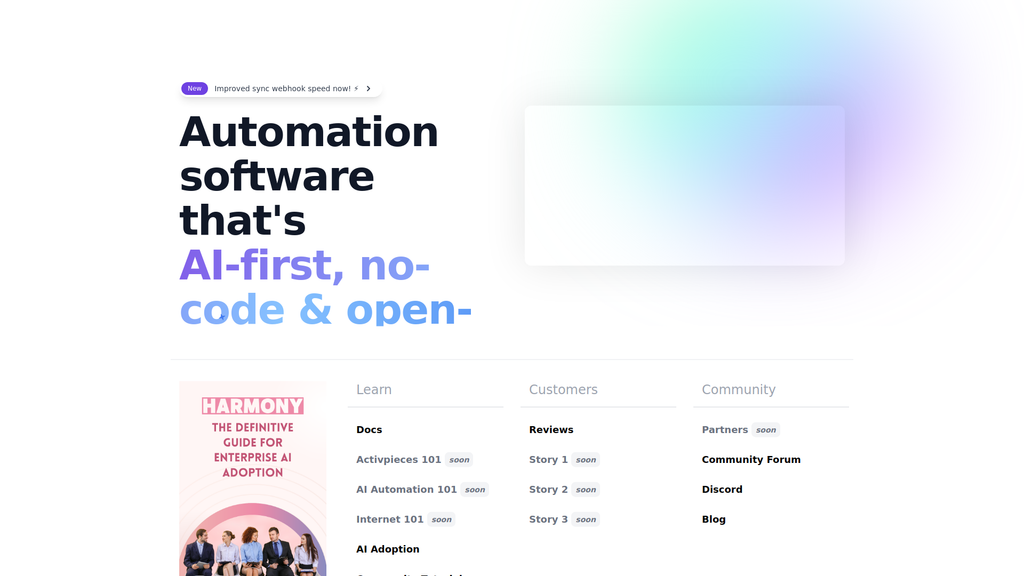 New Improved sync webhook speed now! ⚡
Automation
software
that's
AI-first, no-
code & open-
HARMONY
THE DEFINITIVE
GUIDE FOR
ENTERPRISE AI
ADOPTION
Learn
Docs
Activpieces 101 soon
AI Automation 101 soon
Internet 101 soon
AI Adoption
Customers
Reviews
Story 1 soon
Story 2 soon
Story 3 soon
Community
Partners soon
Community Forum
Discord
Blog